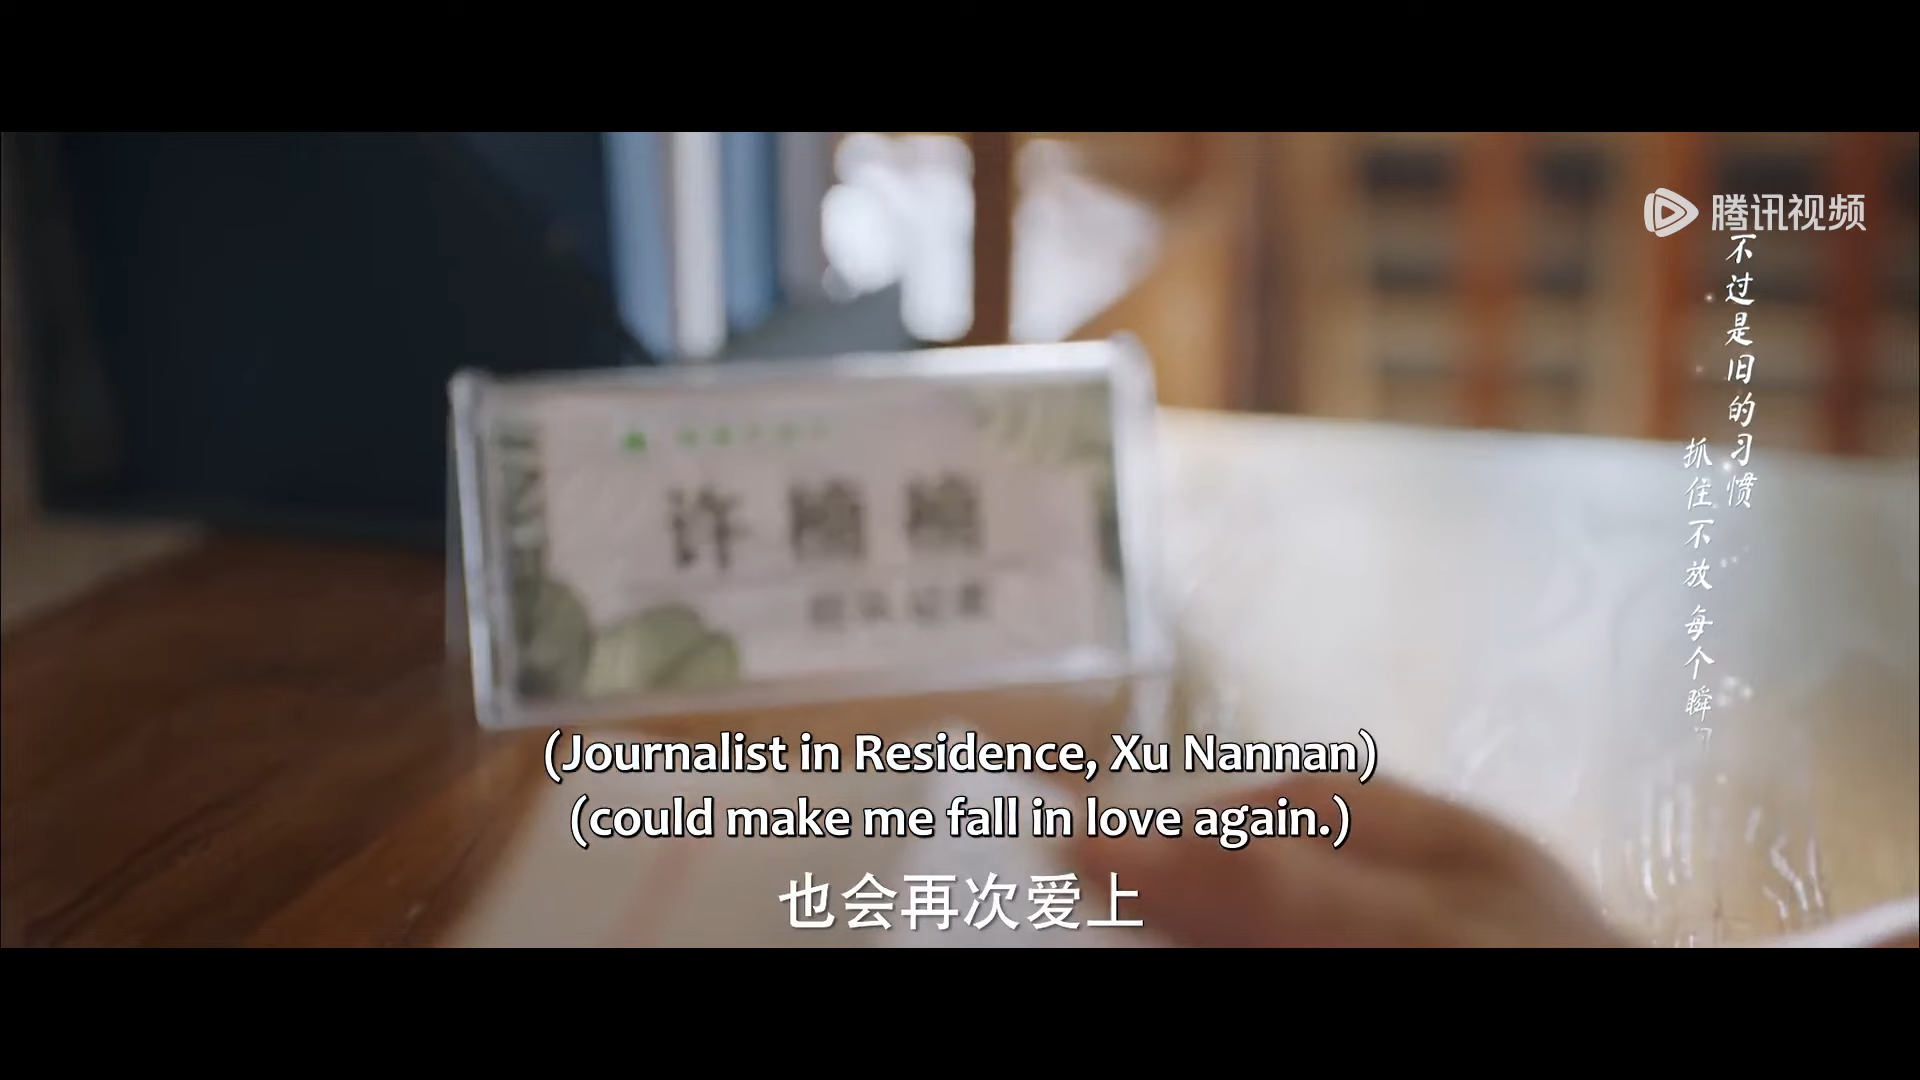 腾讯视频
不过是旧的习惯
抓住不放 每个瞬
许楠楠
(Journalist in Residence, Xu Nannan)
(could make me fall in love again.)
也会再次爱上